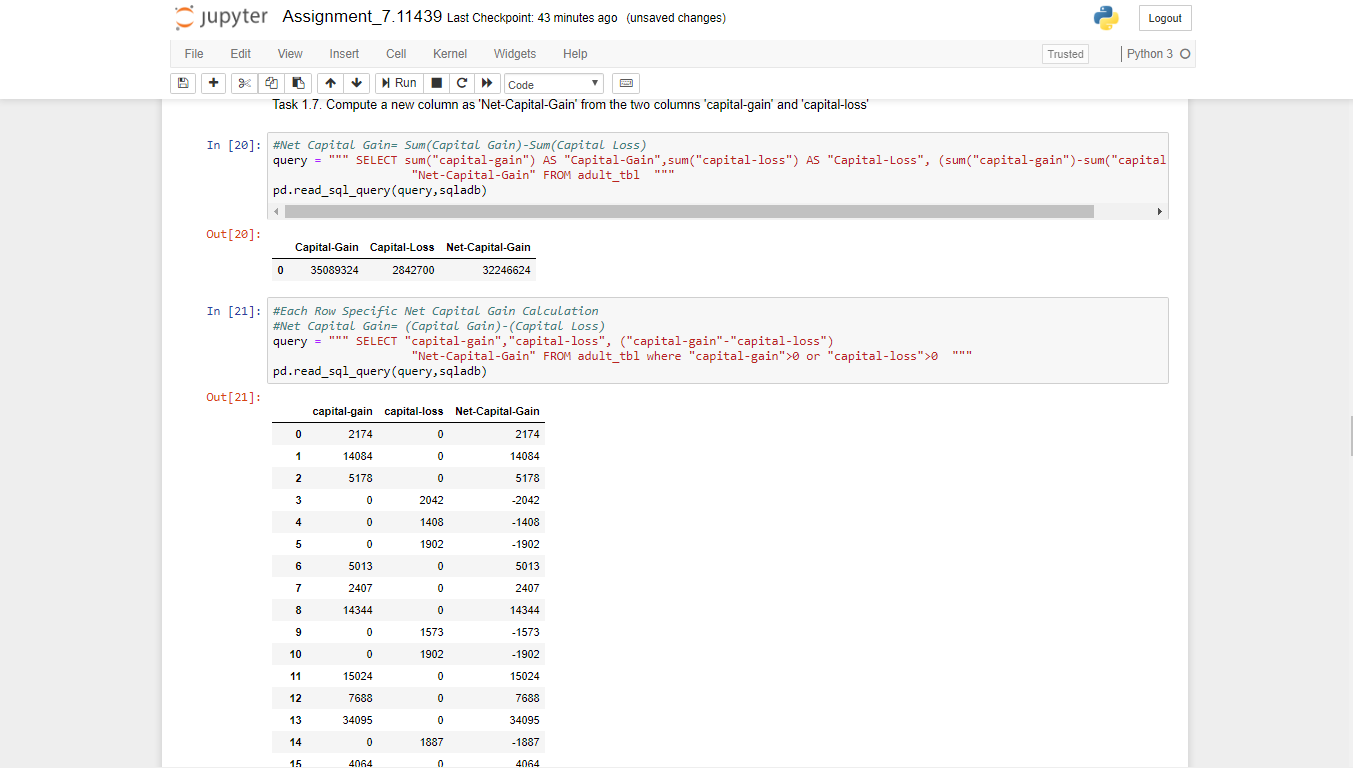 jupyter Assignment_7.11439 Last Checkpoint: 43 minutes ago (unsaved changes) Logout
File Edit View Insert Cell Kernel Widgets Help Trusted Python 3
Run Code
Task 1.7. Compute a new column as 'Net-Capital-Gain' from the two columns 'capital-gain' and 'capital-loss'
In [20]: #Net Capital Gain= Sum(Capital Gain)-Sum(Capital Loss)
query = """ SELECT sum("capital-gain") AS "Capital-Gain",sum("capital-loss") AS "Capital-Loss", (sum("capital-gain")-sum("capital
"Net-Capital-Gain" FROM adult_tbl """
pd.read_sql_query(query,sqladb)
Out[20]:
Capital-Gain Capital-Loss Net-Capital-Gain
0 35089324 2842700 32246624
In [21]: #Each Row Specific Net Capital Gain Calculation
#Net Capital Gain= (Capital Gain)-(Capital Loss)
query = """ SELECT "capital-gain","capital-loss", ("capital-gain"-"capital-loss")
"Net-Capital-Gain" FROM adult_tbl where "capital-gain">0 or "capital-loss">0 """
pd.read_sql_query(query,sqladb)
Out[21]:
capital-gain capital-loss Net-Capital-Gain
0 2174 0 2174
1 14084 0 14084
2 5178 0 5178
3 0 2042 -2042
4 0 1408 -1408
5 0 1902 -1902
6 5013 0 5013
7 2407 0 2407
8 14344 0 14344
9 0 1573 -1573
10 0 1902 -1902
11 15024 0 15024
12 7688 0 7688
13 34095 0 34095
14 0 1887 -1887
15 4064 0 4064